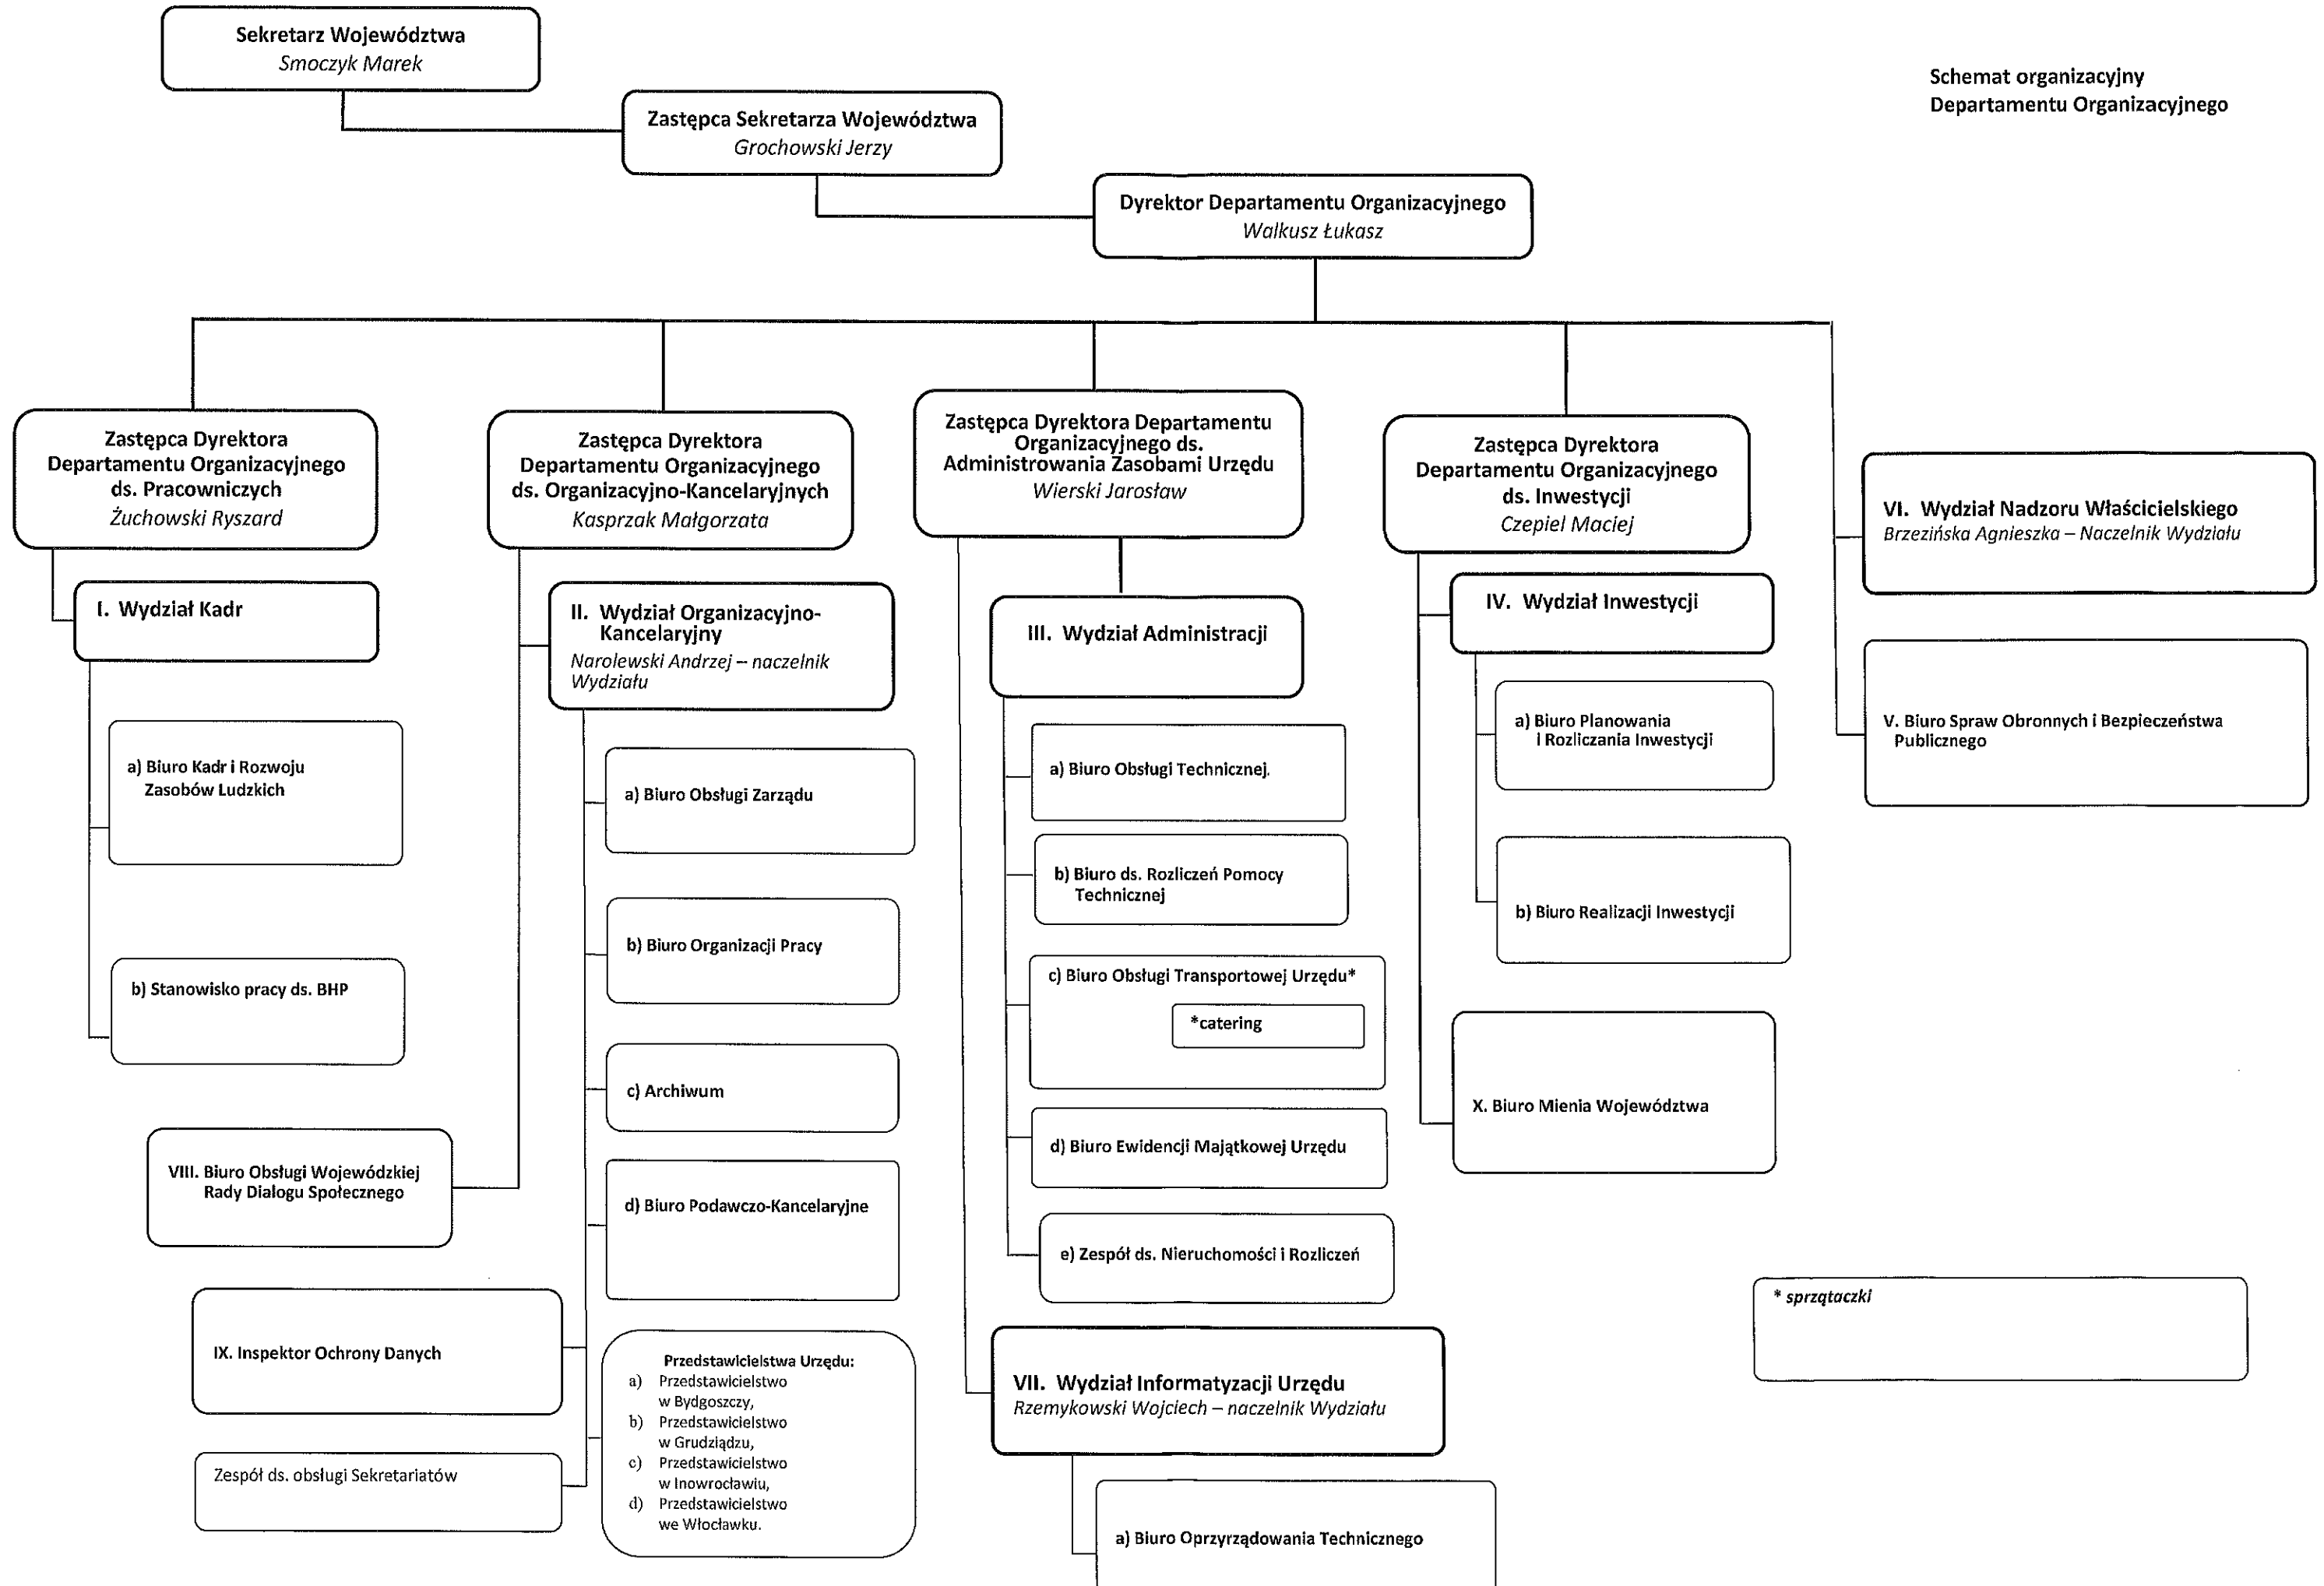 Sekretarz Województwa
Smoczyk Marek
Schemat organizacyjny
Departamentu Organizacyjnego
Zastępca Sekretarza Województwa
Grochowski Jerzy
Dyrektor Departamentu Organizacyjnego
Walkusz Łukasz
Zastępca Dyrektora
Departamentu Organizacyjnego
ds. Pracowniczych
Żuchowski Ryszard
Zastępca Dyrektora
Departamentu Organizacyjnego
ds. Organizacyjno-Kancelaryjnych
Kasprzak Małgorzata
Zastępca Dyrektora Departamentu
Organizacyjnego ds.
Administrowania Zasobami Urzędu
Wierski Jarosław
Zastępca Dyrektora
Departamentu Organizacyjnego
ds. Inwestycji
Czepiel Maciej
VI. Wydział Nadzoru Właścicielskiego
Brzezińska Agnieszka – Naczelnik Wydziału
V. Biuro Spraw Obronnych i Bezpieczeństwa
Publicznego
I. Wydział Kadr
a) Biuro Kadr i Rozwoju
Zasobów Ludzkich
b) Stanowisko pracy ds. BHP
II. Wydział Organizacyjno-
Kancelaryjny
Narolewski Andrzej – naczelnik
Wydziału
a) Biuro Obsługi Zarządu
b) Biuro Organizacji Pracy
c) Archiwum
d) Biuro Podawczo-Kancelaryjne
VIII. Biuro Obsługi Wojewódzkiej
Rady Dialogu Społecznego
IX. Inspektor Ochrony Danych
Zespół ds. obsługi Sekretariatów
Przedstawicielstwa Urzędu:
a) Przedstawicielstwo
w Bydgoszczy,
b) Przedstawicielstwo
w Grudziądzu,
c) Przedstawicielstwo
w Inowrocławiu,
d) Przedstawicielstwo
we Włocławku.
III. Wydział Administracji
a) Biuro Obsługi Technicznej.
b) Biuro ds. Rozliczeń Pomocy
Technicznej
c) Biuro Obsługi Transportowej Urzędu*
*catering
d) Biuro Ewidencji Majątkowej Urzędu
e) Zespół ds. Nieruchomości i Rozliczeń
VII. Wydział Informatyzacji Urzędu
Rzemykowski Wojciech – naczelnik Wydziału
a) Biuro Oprzyrządowania Technicznego
IV. Wydział Inwestycji
a) Biuro Planowania
i Rozliczania Inwestycji
b) Biuro Realizacji Inwestycji
X. Biuro Mienia Województwa
* sprzątaczki